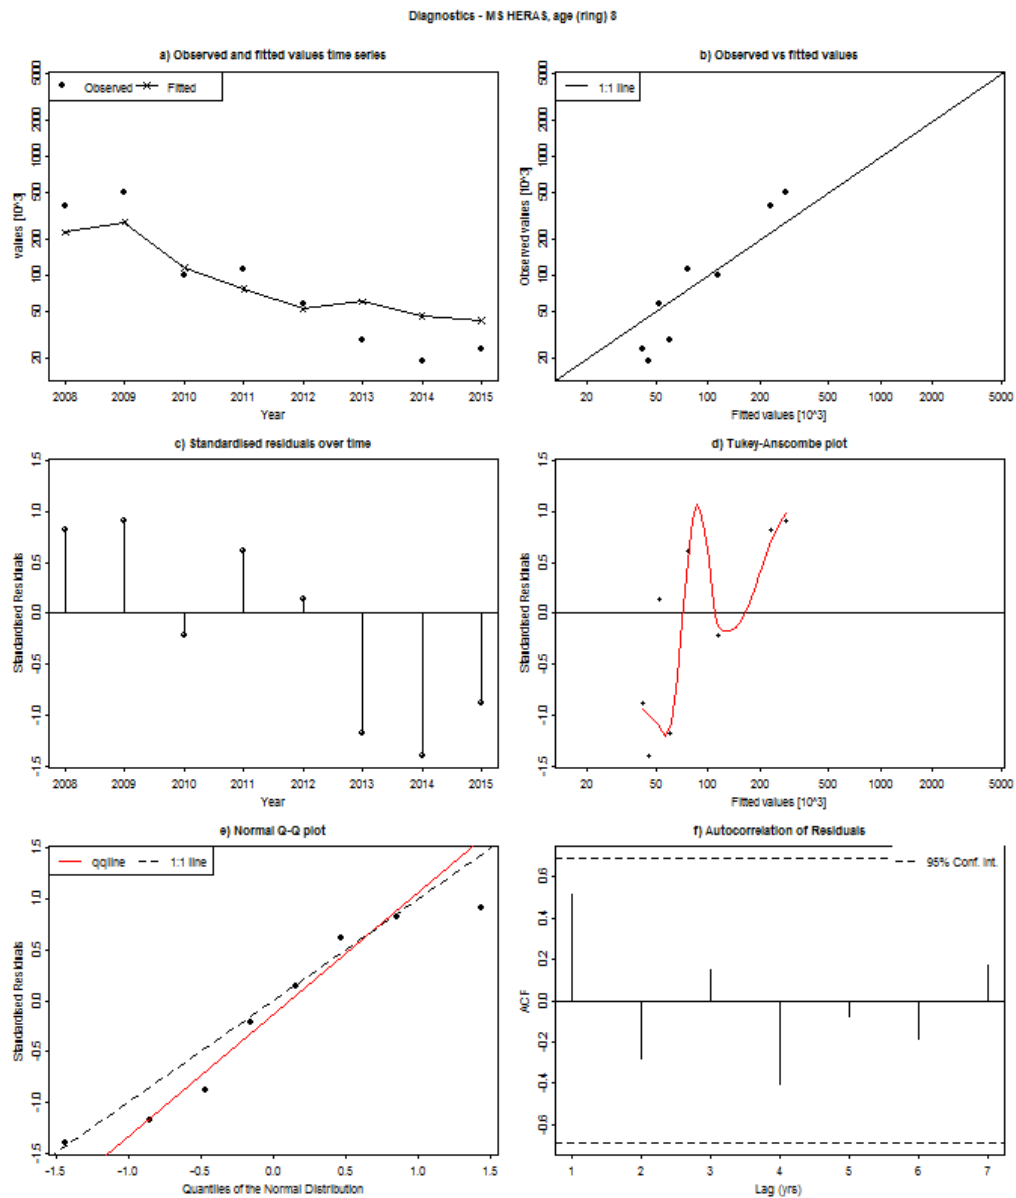 Diagnostics - MS HERAS, age (ring) 8
a) Observed and fitted values time series
Observed
Fitted
values [10^3]
5000
2000
1000
500
200
100
50
20
2008 2009 2010 2011 2012 2013 2014 2015
Year
b) Observed vs fitted values
1:1 line
Observed values [10^3]
5000
2000
1000
500
200
100
50
20
20 50 100 200 500 1000 2000 5000
Fitted values [10^3]
c) Standardised residuals over time
Standardised Residuals
1.5
1.0
0.5
0.0
-0.5
-1.0
-1.5
2008 2009 2010 2011 2012 2013 2014 2015
Year
d) Tukey-Anscombe plot
Standardised Residuals
1.5
1.0
0.5
0.0
-0.5
-1.0
-1.5
20 50 100 200 500 1000 2000 5000
Fitted values [10^3]
e) Normal Q-Q plot
qqline
1:1 line
Standardised Residuals
1.5
1.0
0.5
0.0
-0.5
-1.0
-1.5
-1.5 -1.0 -0.5 0.0 0.5 1.0 1.5
Quantiles of the Normal Distribution
f) Autocorrelation of Residuals
95% Conf. Int.
ACF
0.6
0.4
0.2
0.0
-0.2
-0.4
-0.6
1 2 3 4 5 6 7
Lag (yrs)